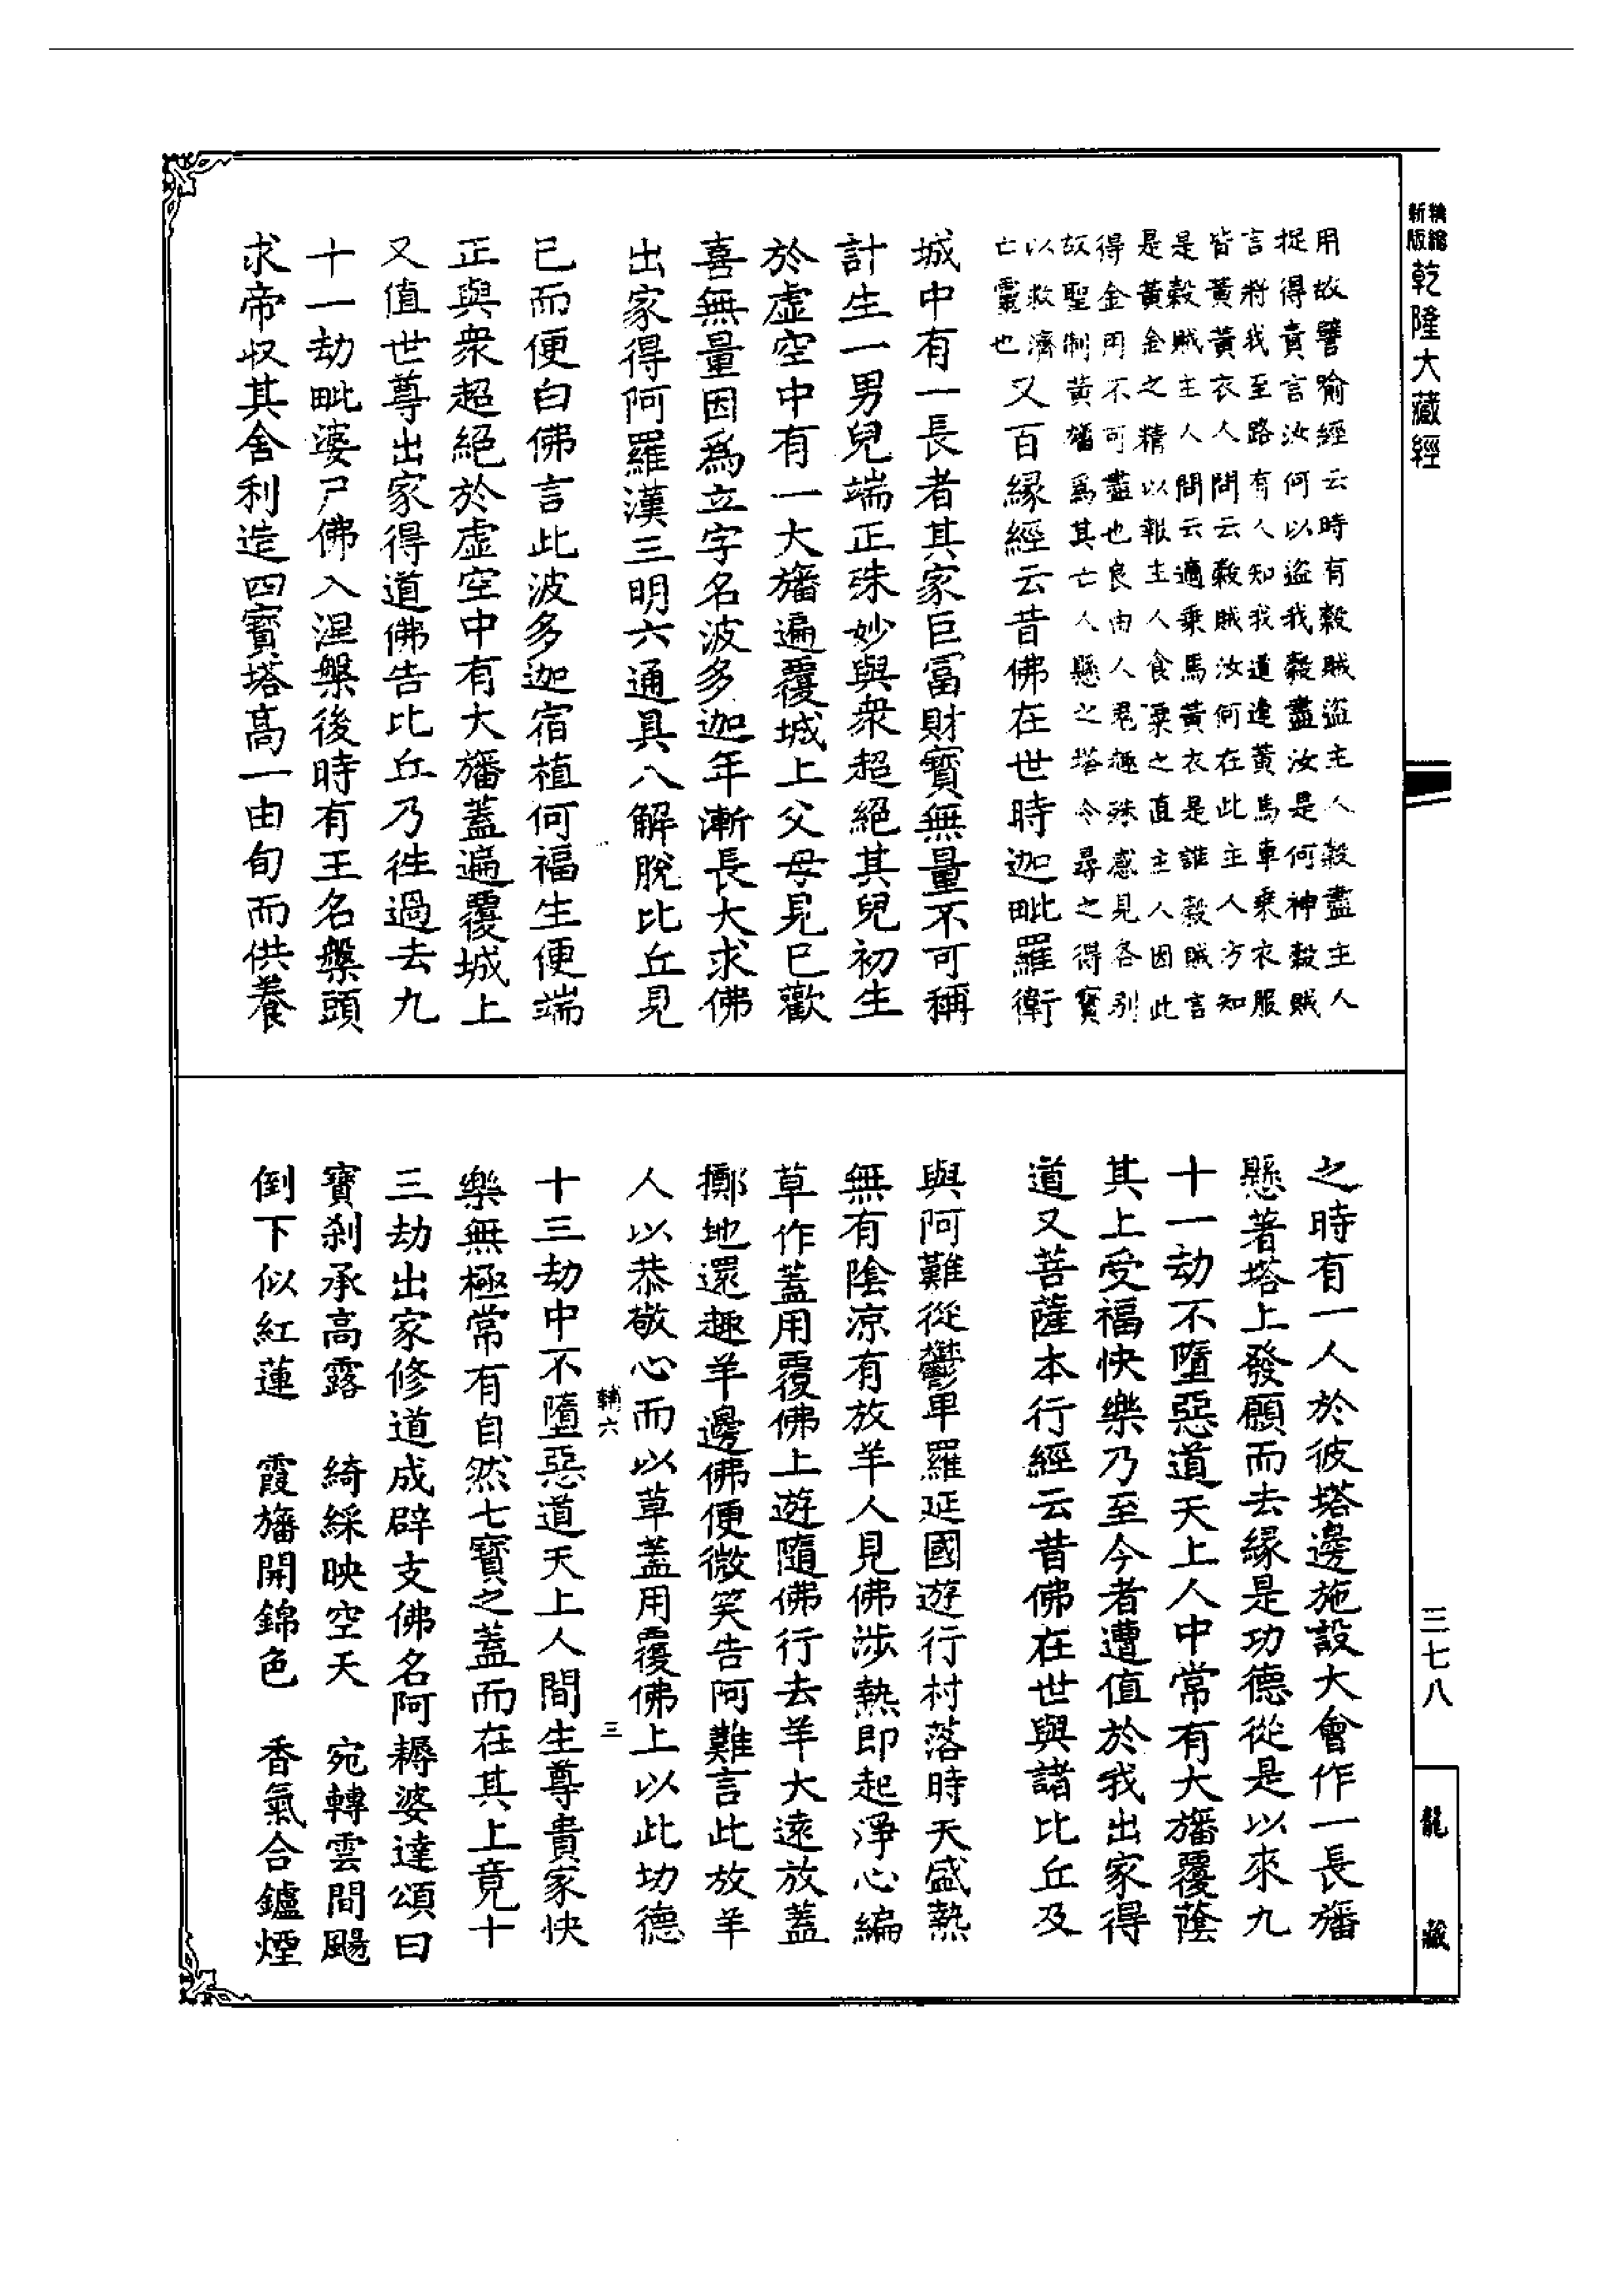 精縮
新版
乾隆大藏經
用故譬喻經云時有穀賊盜主人穀盡主人
捉得責言汝何以盜我穀盡汝是何神穀賊
言將我至路有人知我道逢黃馬車乘衣服
皆黃黃衣人問云穀賊汝何在此主人方知
是穀賊主人問云適乘馬黃衣是誰穀賊言
是黃金之精以報主人食粟之直主人因此
得金用不可盡也良由人鬼趣殊感見各別
故聖制黃旛為其亡人懸之塔令尋之得寶
以救濟
亡靈也
又百緣經云昔佛在世時迦毗羅衛
城中有一長者其家巨富財寶無量不可稱
計生一男兒端正殊妙與衆超絕其兒初生
於虛空中有一大旛遍覆城上父母見已歡
喜無量因爲立字名波多迦年漸長大求佛
出家得阿羅漢三明六通具八解脫比丘見
已而便白佛言此波多迦宿植何福生便端
正與衆超絕於虛空中有大旛蓋遍覆城上
又值世尊出家得道佛告比丘乃徃過去九
十一劫毗婆尸佛入涅槃後時有王名槃頭
求帝収其舍利造四寶塔高一由旬而供養
之時有一人於彼塔邊施設大會作一長旛
懸著塔上發願而去緣是功德從是以來九
十一劫不墮惡道天上人中常有大旛覆蔭
其上受福快樂乃至今者遭值於我出家得
道又菩薩本行經云昔佛在世與諸比丘及
與阿難從鬱卑羅延國遊行村落時天盛熱
無有陰凉有放羊人見佛涉熱即起淨心編
草作蓋用覆佛上遊隨佛行去羊大遠放蓋
擲地還趣羊邊佛便微笑告阿難言此放羊
人以恭敬心而以草蓋用覆佛上以此功德
輔六
三
十三劫中不墮惡道天上人間生尊貴家快
樂無極常有自然七寶之蓋而在其上竟十
三劫出家修道成辟支佛名阿耨婆達頌曰
寶刹承高露　綺綵映空天　宛轉雲間颺
倒下似紅蓮　霞旛開錦色　香氣合鑪煙
三七八
龍藏